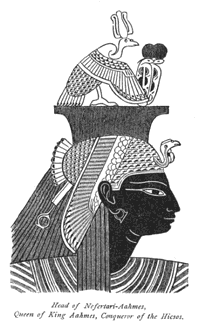 Head of Nefertari-Aahmes,
Queen of King Aahmes, Conqueror of the Hicsos.